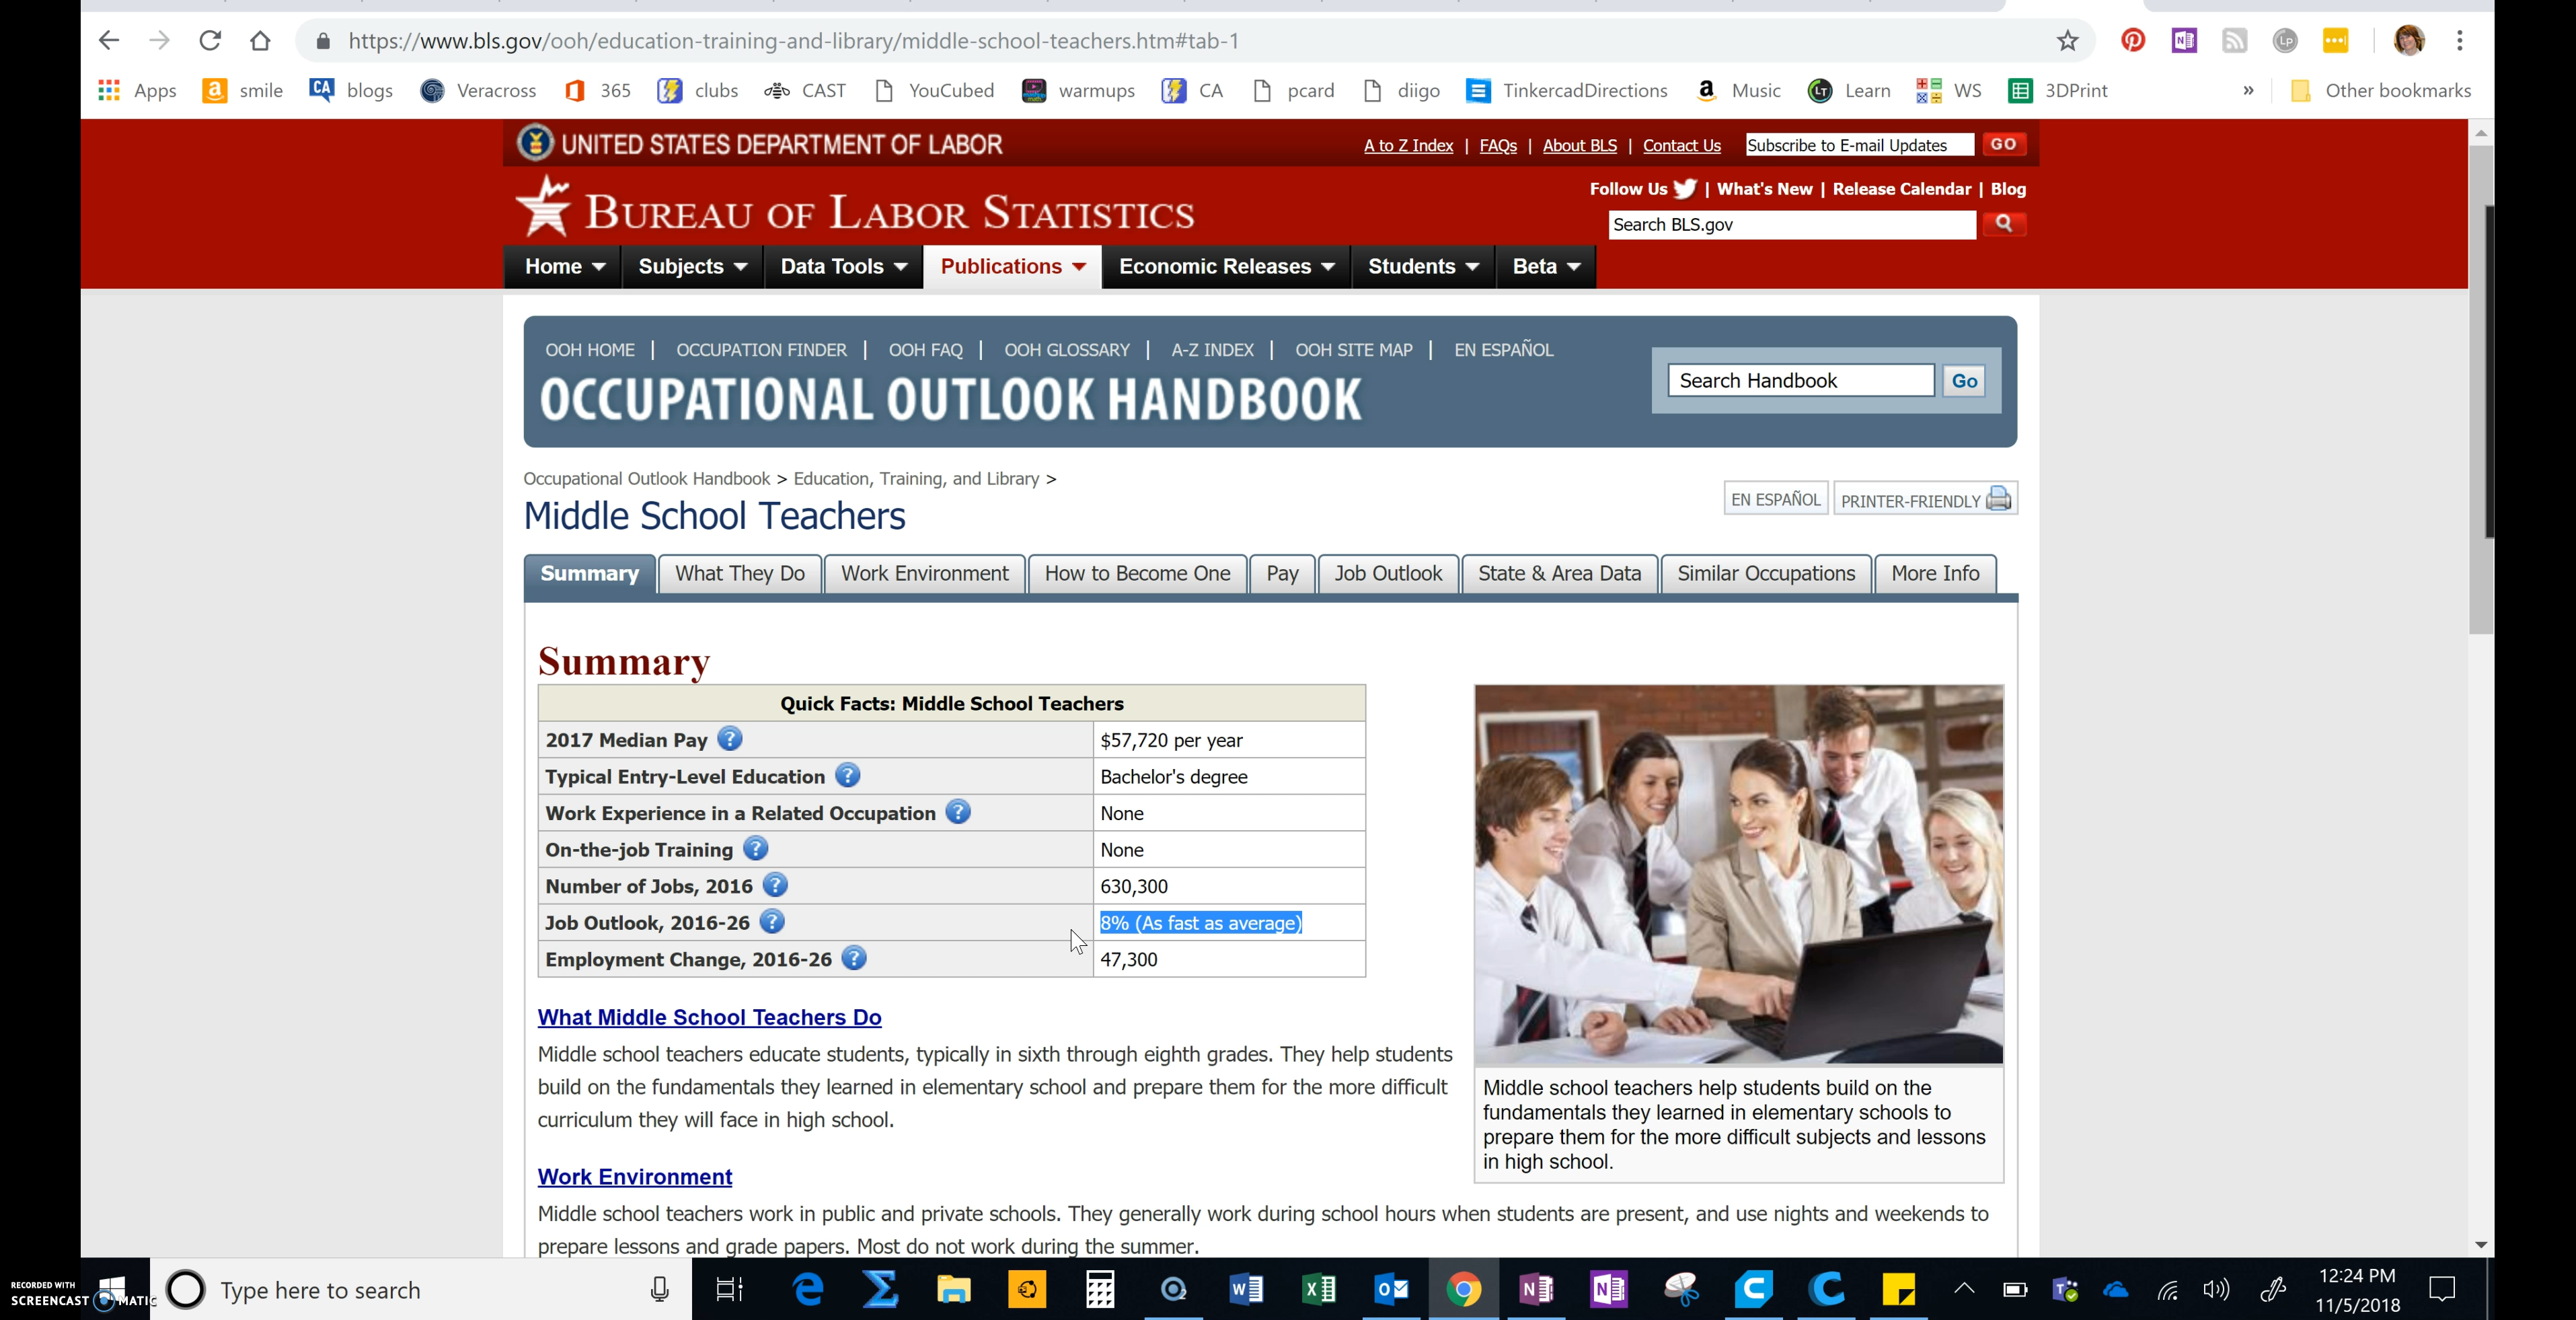 https://www.bls.gov/ooh/education-training-and-library/middle-school-teachers.htm#tab-1
Apps smile blogs Veracross 365 clubs CAST YouCubed warmups CA pcard diigo TinkercadDirections Music Learn WS 3DPrint » Other bookmarks
UNITED STATES DEPARTMENT OF LABOR
A to Z Index | FAQs | About BLS | Contact Us Subscribe to E-mail Updates GO
Follow Us | What's New | Release Calendar | Blog
BUREAU OF LABOR STATISTICS
Search BLS.gov
Home Subjects Data Tools Publications Economic Releases Students Beta
OOH HOME | OCCUPATION FINDER | OOH FAQ | OOH GLOSSARY | A-Z INDEX | OOH SITE MAP | EN ESPAÑOL
OCCUPATIONAL OUTLOOK HANDBOOK
Search Handbook Go
Occupational Outlook Handbook > Education, Training, and Library >
Middle School Teachers
EN ESPAÑOL PRINTER-FRIENDLY
Summary What They Do Work Environment How to Become One Pay Job Outlook State & Area Data Similar Occupations More Info
Summary
Quick Facts: Middle School Teachers
2017 Median Pay ? $57,720 per year
Typical Entry-Level Education ? Bachelor's degree
Work Experience in a Related Occupation ? None
On-the-job Training ? None
Number of Jobs, 2016 ? 630,300
Job Outlook, 2016-26 ? 8% (As fast as average)
Employment Change, 2016-26 ? 47,300
What Middle School Teachers Do
Middle school teachers educate students, typically in sixth through eighth grades. They help students
build on the fundamentals they learned in elementary school and prepare them for the more difficult
curriculum they will face in high school.
Middle school teachers help students build on the
fundamentals they learned in elementary schools to
prepare them for the more difficult subjects and lessons
in high school.
Work Environment
Middle school teachers work in public and private schools. They generally work during school hours when students are present, and use nights and weekends to
prepare lessons and grade papers. Most do not work during the summer.
RECORDED WITH
SCREENCAST MATIC
Type here to search
12:24 PM
11/5/2018